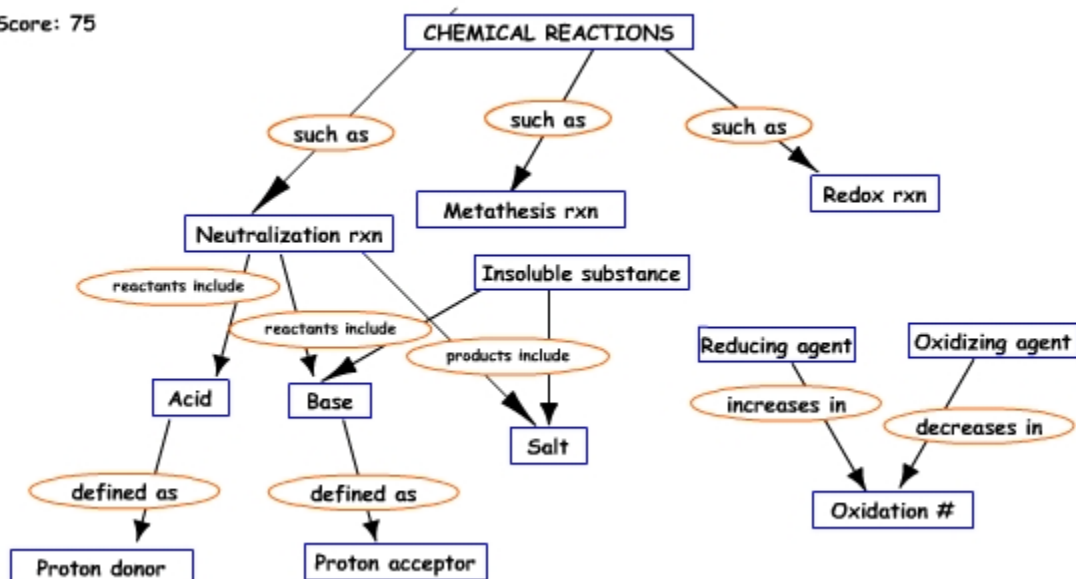 Score: 75
CHEMICAL REACTIONS
such as
such as
such as
Redox rxn
Metathesis rxn
Neutralization rxn
Insoluble substance
reactants include
reactants include
products include
Reducing agent
Oxidizing agent
Acid
Base
increases in
decreases in
Salt
defined as
defined as
Oxidation #
Proton donor
Proton acceptor